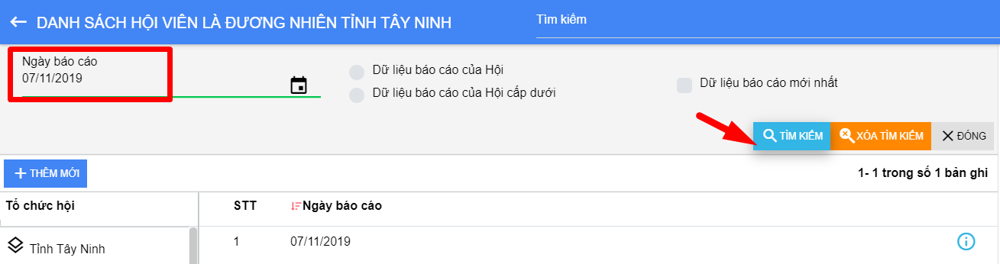 DANH SÁCH HỘI VIÊN LÀ ĐƯƠNG NHIÊN TỈNH TÂY NINH
Tìm kiếm
Ngày báo cáo
07/11/2019
Dữ liệu báo cáo của Hội
Dữ liệu báo cáo của Hội cấp dưới
Dữ liệu báo cáo mới nhất
TÌM KIẾM
XÓA TÌM KIẾM
ĐÓNG
THÊM MỚI
1- 1 trong số 1 bản ghi
Tổ chức hội
STT
Ngày báo cáo
Tỉnh Tây Ninh
1
07/11/2019